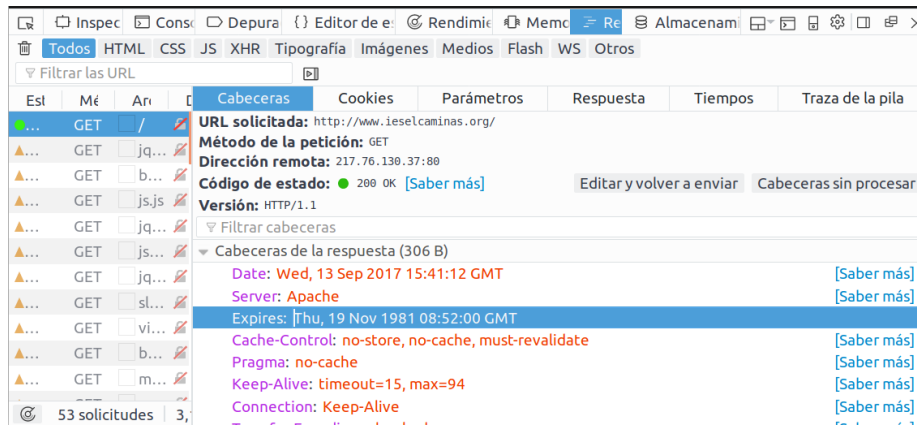 Inspec Conso Depura Editor de e Rendimie Memo Re Almacenami
Todos HTML CSS JS XHR Tipografía Imágenes Medios Flash WS Otros
Filtrar las URL
Est Mé Arc D Cabeceras Cookies Parámetros Respuesta Tiempos Traza de la pila
... GET / URL solicitada: http://www.ieselcaminas.org/
Método de la petición: GET
... GET jq...
Dirección remota: 217.76.130.37:80
... GET b...
Código de estado: 200 OK [Saber más] Editar y volver a enviar Cabeceras sin procesar
... GET js.js
Versión: HTTP/1.1
... GET jq... Filtrar cabeceras
... GET js... Cabeceras de la respuesta (306 B)
... GET jq... Date: Wed, 13 Sep 2017 15:41:12 GMT [Saber más]
... GET sl... Server: Apache [Saber más]
... GET vi... Expires: Thu, 19 Nov 1981 08:52:00 GMT
... GET b... Cache-Control: no-store, no-cache, must-revalidate [Saber más]
... GET m... Pragma: no-cache [Saber más]
Keep-Alive: timeout=15, max=94 [Saber más]
53 solicitudes 3, Connection: Keep-Alive [Saber más]